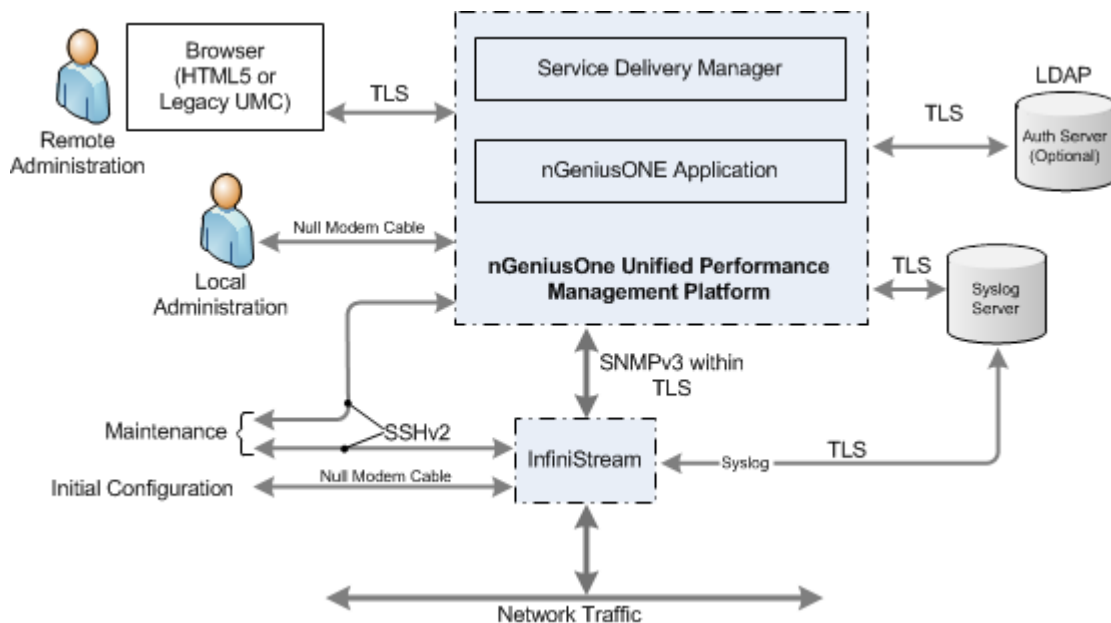 Browser
(HTML5 or
Legacy UMC)
TLS
Remote
Administration
Service Delivery Manager
nGeniusONE Application
nGeniusOne Unified Performance
Management Platform
LDAP
TLS
Auth Server
(Optional)
Null Modem Cable
Local
Administration
TLS
Syslog
Server
SNMPv3 within
TLS
Maintenance
SSHv2
InfiniStream
Syslog
TLS
Initial Configuration
Null Modem Cable
Network Traffic